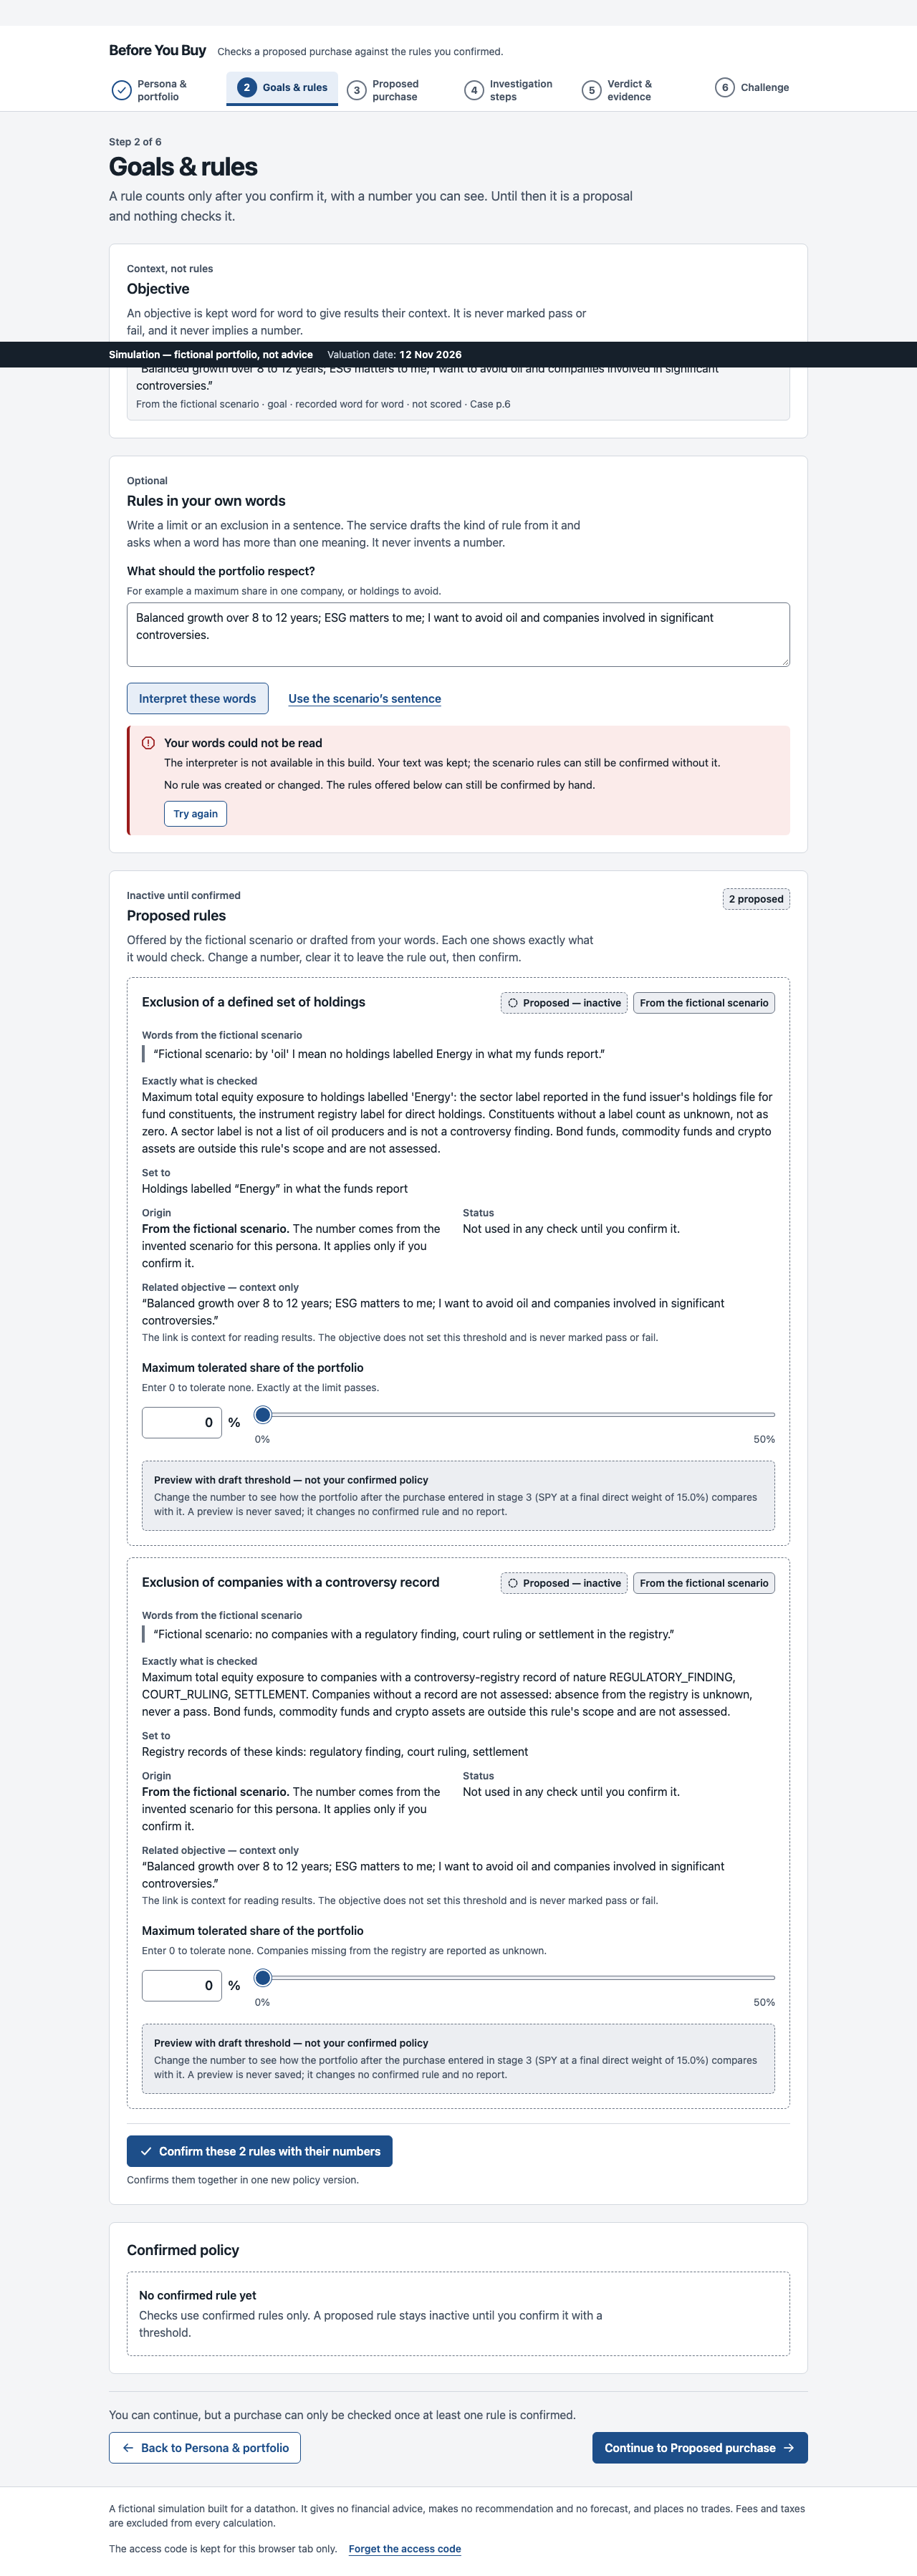 Before You Buy Checks a proposed purchase against the rules you confirmed.
Persona & portfolio
2 Goals & rules
3 Proposed purchase
4 Investigation steps
5 Verdict & evidence
6 Challenge
Step 2 of 6
Goals & rules
A rule counts only after you confirm it, with a number you can see. Until then it is a proposal
and nothing checks it.
Context, not rules
Objective
An objective is kept word for word to give results their context. It is never marked pass or
fail, and it never implies a number.
Simulation — fictional portfolio, not advice Valuation date: 12 Nov 2026
“Balanced growth over 8 to 12 years; ESG matters to me; I want to avoid oil and companies involved in significant
controversies.”
From the fictional scenario · goal · recorded word for word · not scored · Case p.6
Optional
Rules in your own words
Write a limit or an exclusion in a sentence. The service drafts the kind of rule from it and
asks when a word has more than one meaning. It never invents a number.
What should the portfolio respect?
For example a maximum share in one company, or holdings to avoid.
Balanced growth over 8 to 12 years; ESG matters to me; I want to avoid oil and companies involved in significant
controversies.
Interpret these words Use the scenario’s sentence
Your words could not be read
The interpreter is not available in this build. Your text was kept; the scenario rules can still be confirmed without it.
No rule was created or changed. The rules offered below can still be confirmed by hand.
Try again
Inactive until confirmed
2 proposed
Proposed rules
Offered by the fictional scenario or drafted from your words. Each one shows exactly what
it would check. Change a number, clear it to leave the rule out, then confirm.
Exclusion of a defined set of holdings
Proposed — inactive From the fictional scenario
Words from the fictional scenario
“Fictional scenario: by 'oil' I mean no holdings labelled Energy in what my funds report.”
Exactly what is checked
Maximum total equity exposure to holdings labelled 'Energy': the sector label reported in the fund issuer's holdings file for
fund constituents, the instrument registry label for direct holdings. Constituents without a label count as unknown, not as
zero. A sector label is not a list of oil producers and is not a controversy finding. Bond funds, commodity funds and crypto
assets are outside this rule's scope and are not assessed.
Set to
Holdings labelled “Energy” in what the funds report
Origin
From the fictional scenario. The number comes from the
invented scenario for this persona. It applies only if you
confirm it.
Status
Not used in any check until you confirm it.
Related objective — context only
“Balanced growth over 8 to 12 years; ESG matters to me; I want to avoid oil and companies involved in significant
controversies.”
The link is context for reading results. The objective does not set this threshold and is never marked pass or fail.
Maximum tolerated share of the portfolio
Enter 0 to tolerate none. Exactly at the limit passes.
0 %
0% 50%
Preview with draft threshold — not your confirmed policy
Change the number to see how the portfolio after the purchase entered in stage 3 (SPY at a final direct weight of 15.0%) compares
with it. A preview is never saved; it changes no confirmed rule and no report.
Exclusion of companies with a controversy record
Proposed — inactive From the fictional scenario
Words from the fictional scenario
“Fictional scenario: no companies with a regulatory finding, court ruling or settlement in the registry.”
Exactly what is checked
Maximum total equity exposure to companies with a controversy-registry record of nature REGULATORY_FINDING,
COURT_RULING, SETTLEMENT. Companies without a record are not assessed: absence from the registry is unknown,
never a pass. Bond funds, commodity funds and crypto assets are outside this rule's scope and are not assessed.
Set to
Registry records of these kinds: regulatory finding, court ruling, settlement
Origin
From the fictional scenario. The number comes from the
invented scenario for this persona. It applies only if you
confirm it.
Status
Not used in any check until you confirm it.
Related objective — context only
“Balanced growth over 8 to 12 years; ESG matters to me; I want to avoid oil and companies involved in significant
controversies.”
The link is context for reading results. The objective does not set this threshold and is never marked pass or fail.
Maximum tolerated share of the portfolio
Enter 0 to tolerate none. Companies missing from the registry are reported as unknown.
0 %
0% 50%
Preview with draft threshold — not your confirmed policy
Change the number to see how the portfolio after the purchase entered in stage 3 (SPY at a final direct weight of 15.0%) compares
with it. A preview is never saved; it changes no confirmed rule and no report.
Confirm these 2 rules with their numbers
Confirms them together in one new policy version.
Confirmed policy
No confirmed rule yet
Checks use confirmed rules only. A proposed rule stays inactive until you confirm it with a
threshold.
You can continue, but a purchase can only be checked once at least one rule is confirmed.
Back to Persona & portfolio
Continue to Proposed purchase
A fictional simulation built for a datathon. It gives no financial advice, makes no recommendation and no forecast, and places no trades. Fees and taxes
are excluded from every calculation.
The access code is kept for this browser tab only. Forget the access code